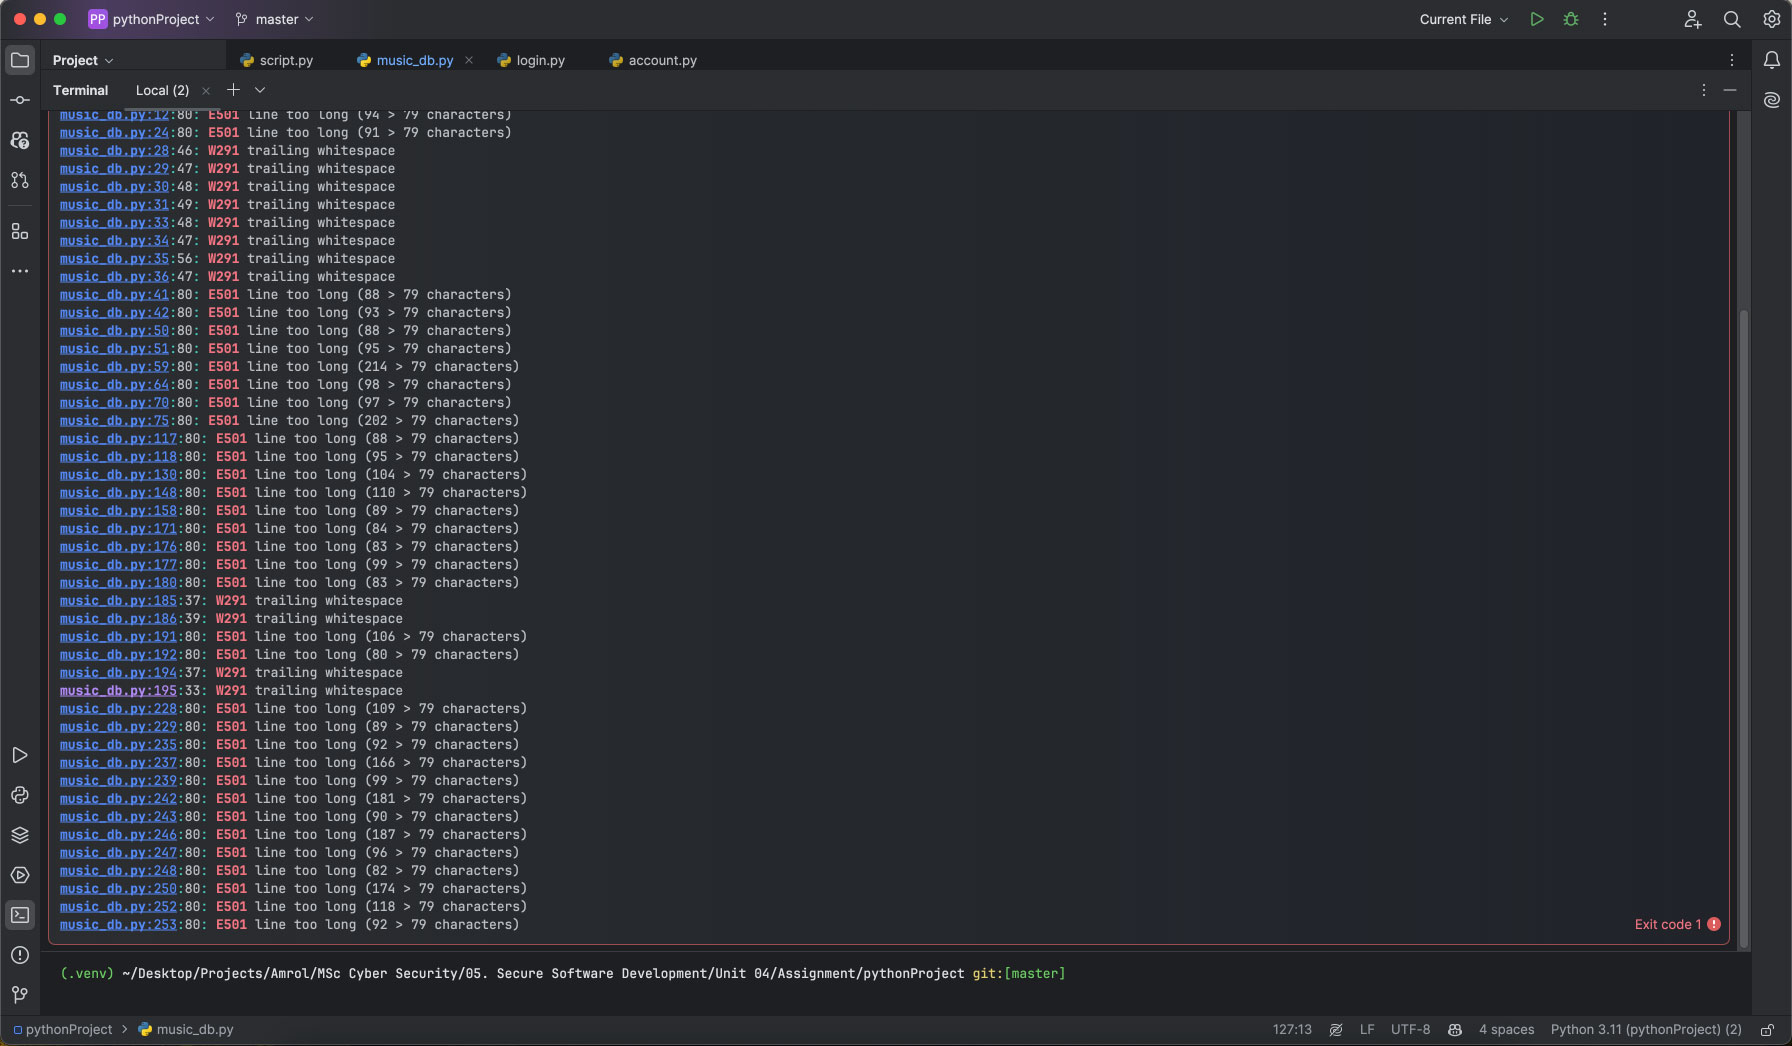 PP pythonProject master Current File
Project script.py music_db.py login.py account.py
Terminal Local (2)
music_db.py:12:80: E501 line too long (94 > 79 characters)
music_db.py:24:80: E501 line too long (91 > 79 characters)
music_db.py:28:46: W291 trailing whitespace
music_db.py:29:47: W291 trailing whitespace
music_db.py:30:48: W291 trailing whitespace
music_db.py:31:49: W291 trailing whitespace
music_db.py:33:48: W291 trailing whitespace
music_db.py:34:47: W291 trailing whitespace
music_db.py:35:56: W291 trailing whitespace
music_db.py:36:47: W291 trailing whitespace
music_db.py:41:80: E501 line too long (88 > 79 characters)
music_db.py:42:80: E501 line too long (93 > 79 characters)
music_db.py:50:80: E501 line too long (88 > 79 characters)
music_db.py:51:80: E501 line too long (95 > 79 characters)
music_db.py:59:80: E501 line too long (214 > 79 characters)
music_db.py:64:80: E501 line too long (98 > 79 characters)
music_db.py:70:80: E501 line too long (97 > 79 characters)
music_db.py:75:80: E501 line too long (202 > 79 characters)
music_db.py:117:80: E501 line too long (88 > 79 characters)
music_db.py:118:80: E501 line too long (95 > 79 characters)
music_db.py:130:80: E501 line too long (104 > 79 characters)
music_db.py:148:80: E501 line too long (110 > 79 characters)
music_db.py:158:80: E501 line too long (89 > 79 characters)
music_db.py:171:80: E501 line too long (84 > 79 characters)
music_db.py:176:80: E501 line too long (83 > 79 characters)
music_db.py:177:80: E501 line too long (99 > 79 characters)
music_db.py:180:80: E501 line too long (83 > 79 characters)
music_db.py:185:37: W291 trailing whitespace
music_db.py:186:39: W291 trailing whitespace
music_db.py:191:80: E501 line too long (106 > 79 characters)
music_db.py:192:80: E501 line too long (80 > 79 characters)
music_db.py:194:37: W291 trailing whitespace
music_db.py:195:33: W291 trailing whitespace
music_db.py:228:80: E501 line too long (109 > 79 characters)
music_db.py:229:80: E501 line too long (89 > 79 characters)
music_db.py:235:80: E501 line too long (92 > 79 characters)
music_db.py:237:80: E501 line too long (166 > 79 characters)
music_db.py:239:80: E501 line too long (99 > 79 characters)
music_db.py:242:80: E501 line too long (181 > 79 characters)
music_db.py:243:80: E501 line too long (90 > 79 characters)
music_db.py:246:80: E501 line too long (187 > 79 characters)
music_db.py:247:80: E501 line too long (96 > 79 characters)
music_db.py:248:80: E501 line too long (82 > 79 characters)
music_db.py:250:80: E501 line too long (174 > 79 characters)
music_db.py:252:80: E501 line too long (118 > 79 characters)
music_db.py:253:80: E501 line too long (92 > 79 characters)
Exit code 1
(.venv) ~/Desktop/Projects/Amrol/MSc Cyber Security/05. Secure Software Development/Unit 04/Assignment/pythonProject git:[master]
pythonProject > music_db.py 127:13 LF UTF-8 4 spaces Python 3.11 (pythonProject) (2)